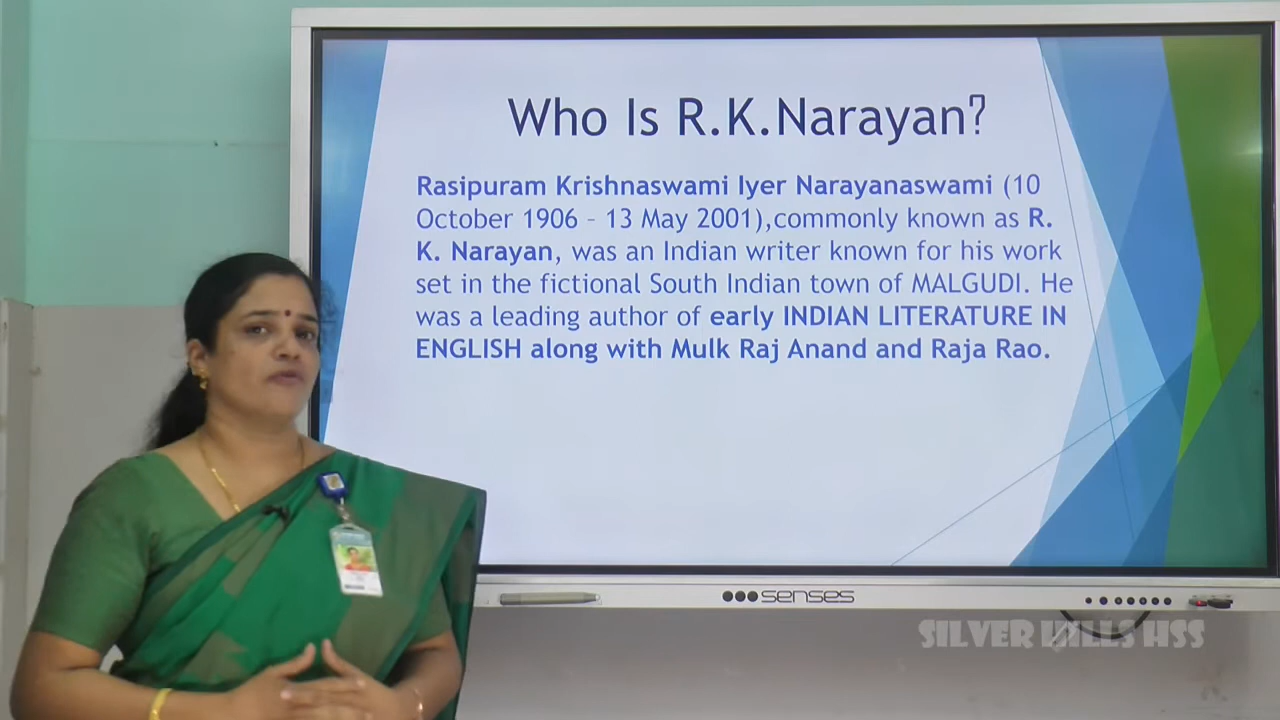 Who Is R.K.Narayan?
Rasipuram Krishnaswami Iyer Narayanaswami (10
October 1906 – 13 May 2001),commonly known as R.
K. Narayan, was an Indian writer known for his work
set in the fictional South Indian town of MALGUDI. He
was a leading author of early INDIAN LITERATURE IN
ENGLISH along with Mulk Raj Anand and Raja Rao.
senses
SILVER HILLS HSS